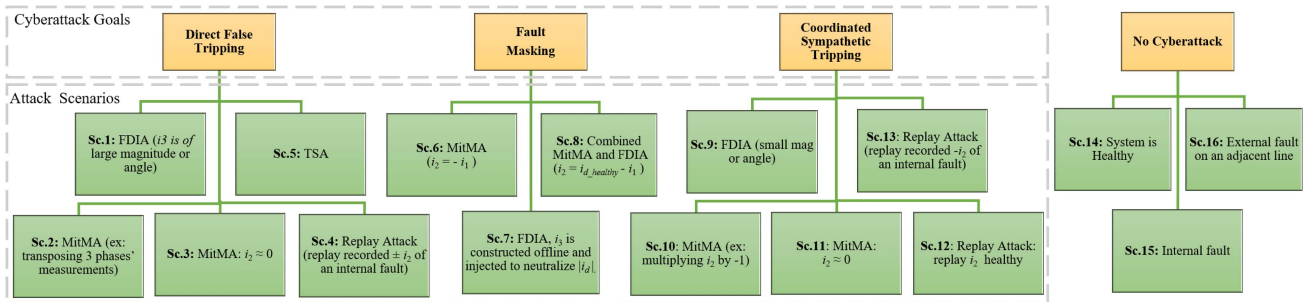 Cyberattack Goals
Direct False
Tripping
Fault
Masking
Coordinated
Sympathetic
Tripping
No Cyberattack
Attack Scenarios
Sc.1: FDIA (i3 is of
large magnitude or
angle)
Sc.5: TSA
Sc.2: MitMA (ex:
transposing 3 phases'
measurements)
Sc.3: MitMA: i₂ ≈ 0
Sc.4: Replay Attack
(replay recorded ± i₂ of
an internal fault)
Sc.6: MitMA
(i₂ = - i₁ )
Sc.8: Combined
MitMA and FDIA
(i₂ = i_d_healthy - i₁ )
Sc.7: FDIA, i₃ is
constructed offline and
injected to neutralize |i_d|.
Sc.9: FDIA (small mag
or angle)
Sc.13: Replay Attack
(replay recorded -i₂ of
an internal fault)
Sc.10: MitMA (ex:
multiplying i₂ by -1)
Sc.11: MitMA:
i₂ ≈ 0
Sc.12: Replay Attack:
replay i₂ healthy
Sc.14: System is
Healthy
Sc.16: External fault
on an adjacent line
Sc.15: Internal fault